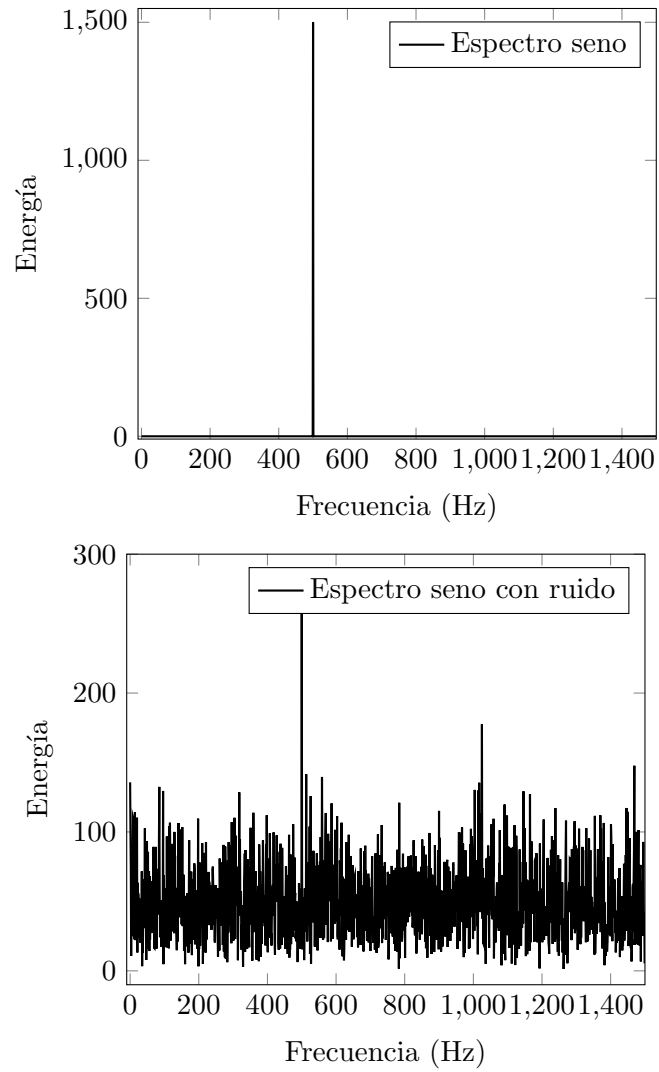 1,500
Espectro seno
1,000
Energía
500
0
0 200 400 600 800 1,000 1,200 1,400
Frecuencia (Hz)
300
Espectro seno con ruido
200
Energía
100
0
0 200 400 600 800 1,000 1,200 1,400
Frecuencia (Hz)